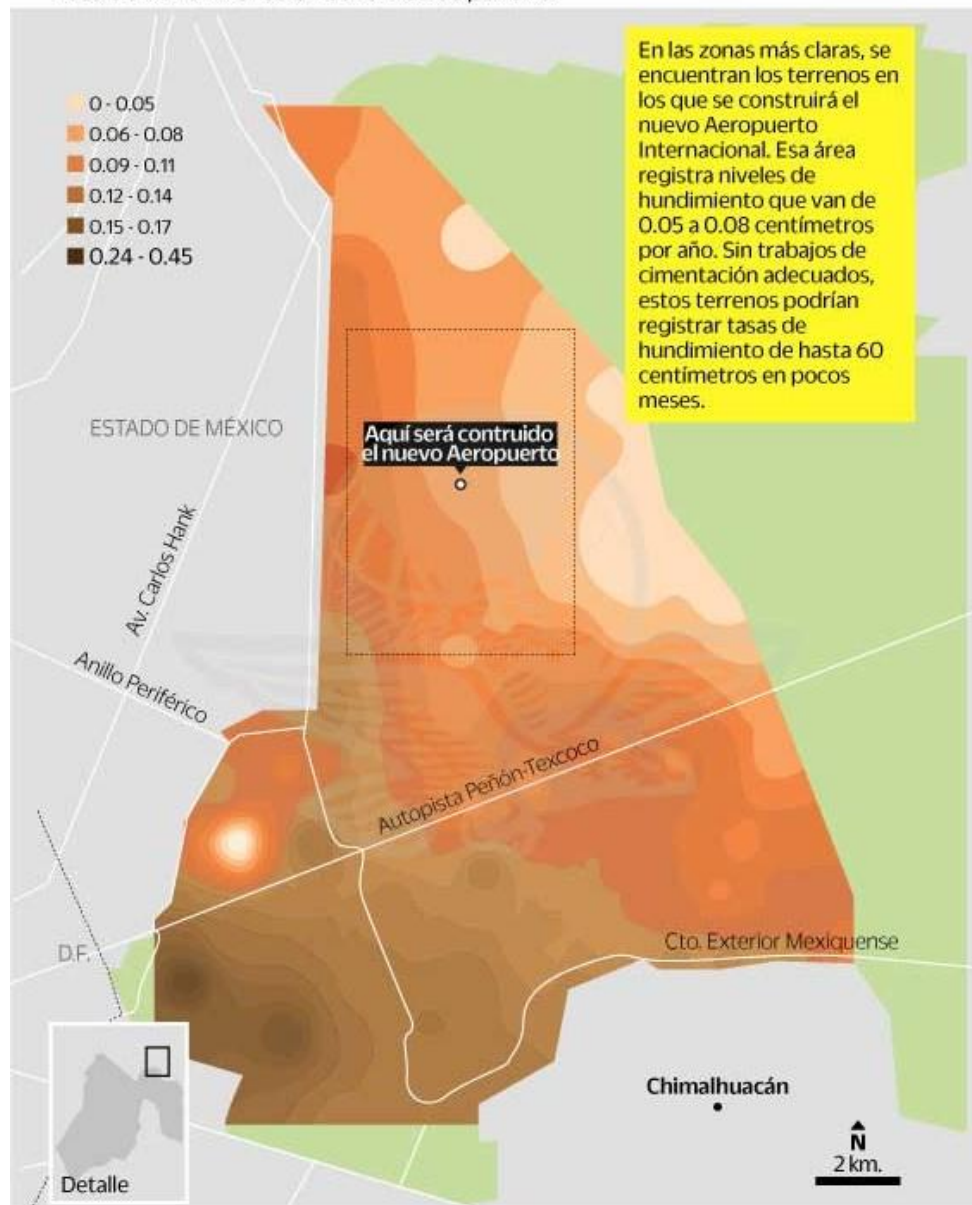 0 - 0.05
0.06 - 0.08
0.09 - 0.11
0.12 - 0.14
0.15 - 0.17
0.24 - 0.45
En las zonas más claras, se
encuentran los terrenos en
los que se construirá el
nuevo Aeropuerto
Internacional. Esa área
registra niveles de
hundimiento que van de
0.05 a 0.08 centímetros
por año. Sin trabajos de
cimentación adecuados,
estos terrenos podrían
registrar tasas de
hundimiento de hasta 60
centímetros en pocos
meses.
ESTADO DE MÉXICO
Aquí será contruido
el nuevo Aeropuerto
Av. Carlos Hank
Anillo Periférico
Autopista Peñón-Texcoco
D.F.
Cto. Exterior Mexiquense
Chimalhuacán
N
2 km.
Detalle